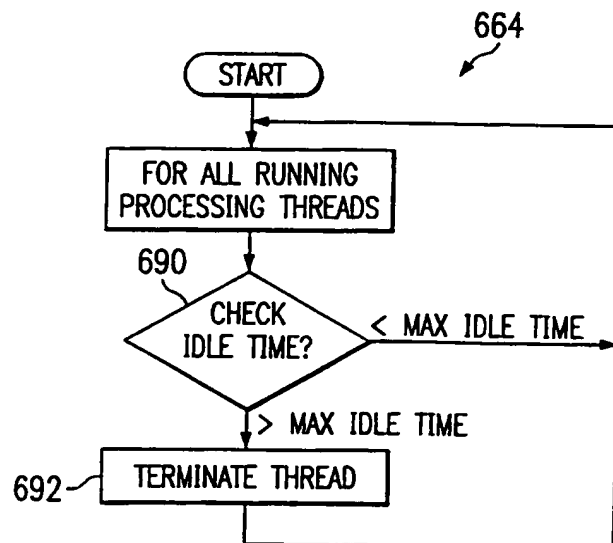 664
START
FOR ALL RUNNING
PROCESSING THREADS
690
CHECK
IDLE TIME?
< MAX IDLE TIME
> MAX IDLE TIME
692
TERMINATE THREAD